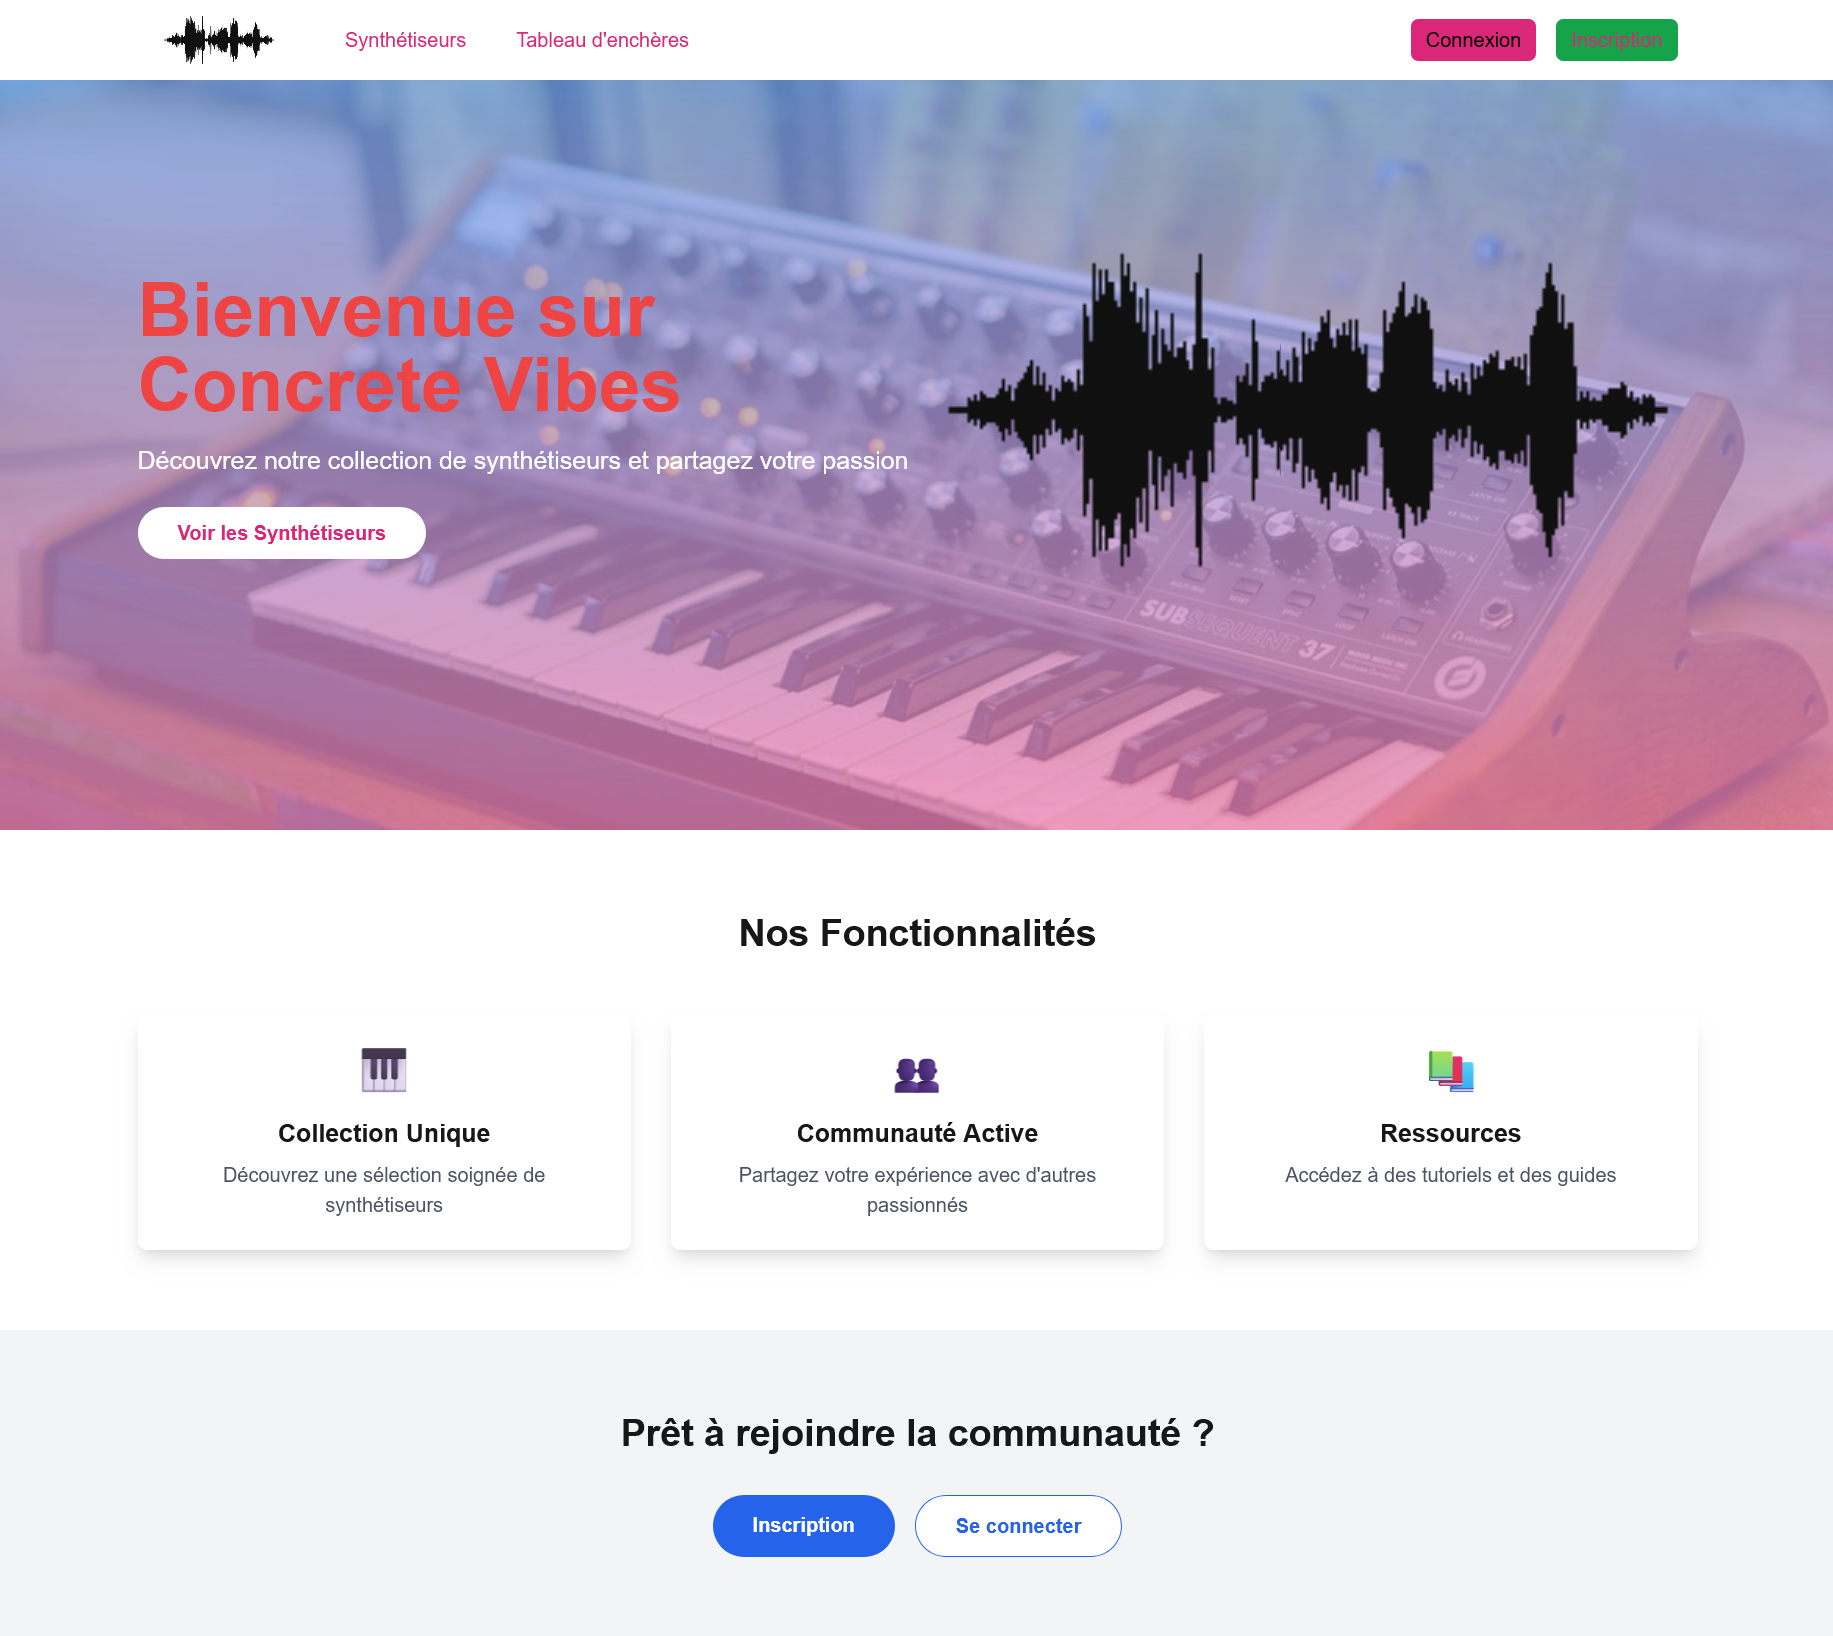 Synthétiseurs
Tableau d'enchères
Connexion
Inscription
Bienvenue sur
Concrete Vibes
Découvrez notre collection de synthétiseurs et partagez votre passion
Voir les Synthétiseurs
SUBSEQUENT 37
Nos Fonctionnalités
Collection Unique
Découvrez une sélection soignée de
synthétiseurs
Communauté Active
Partagez votre expérience avec d'autres
passionnés
Ressources
Accédez à des tutoriels et des guides
Prêt à rejoindre la communauté ?
Inscription
Se connecter